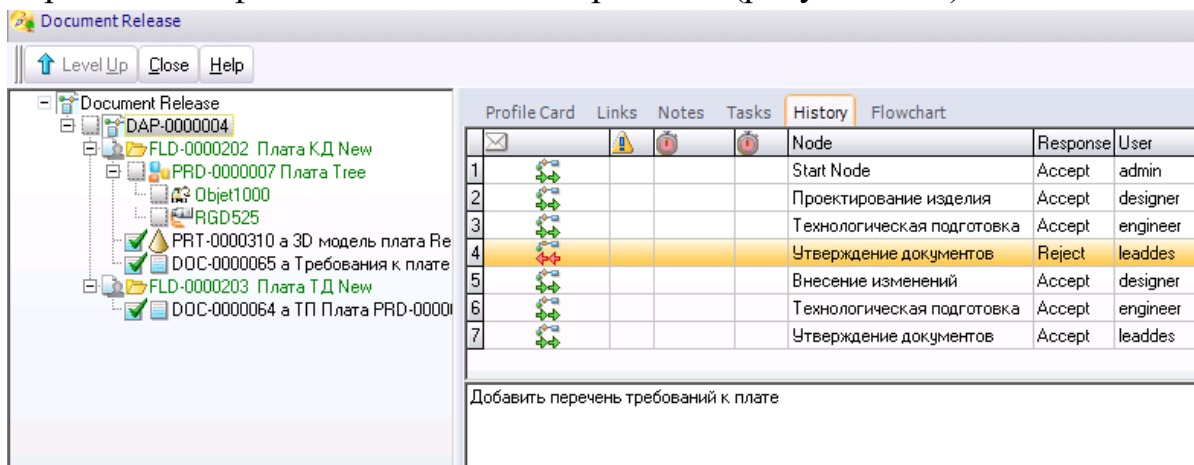 Document Release
Level Up Close Help
Document Release
DAP-0000004
FLD-0000202 Плата КД New
PRD-0000007 Плата Tree
Objet1000
RGD525
PRT-0000310 a 3D модель плата Re
DOC-0000065 a Требования к плате
FLD-0000203 Плата ТД New
DOC-0000064 a ТП Плата PRD-0000
Profile Card Links Notes Tasks History Flowchart
Node Response User
1 Start Node Accept admin
2 Проектирование изделия Accept designer
3 Технологическая подготовка Accept engineer
4 Утверждение документов Reject leaddes
5 Внесение изменений Accept designer
6 Технологическая подготовка Accept engineer
7 Утверждение документов Accept leaddes
Добавить перечень требований к плате